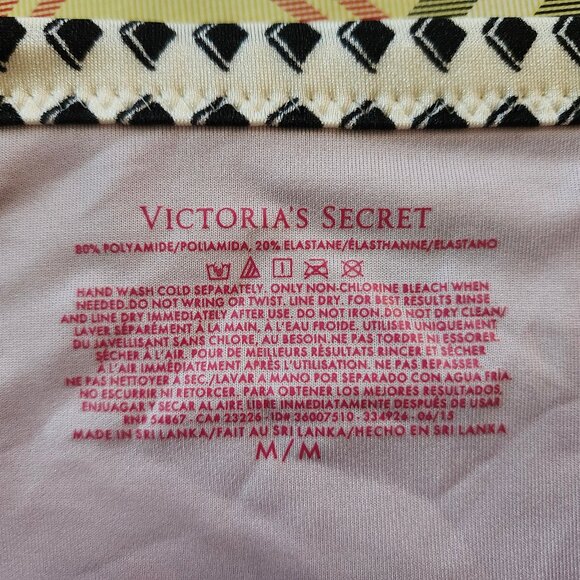 VICTORIA'S SECRET
80% POLYAMIDE/POLIAMIDA, 20% ELASTANE/ÉLASTHANNE/ELASTANO
HAND WASH COLD SEPARATELY. ONLY NON-CHLORINE BLEACH WHEN
NEEDED. DO NOT WRING OR TWIST. LINE DRY. FOR BEST RESULTS RINSE
AND LINE DRY IMMEDIATELY AFTER USE. DO NOT IRON. DO NOT DRY CLEAN/
LAVER SÉPARÉMENT À LA MAIN, À L'EAU FROIDE. UTILISER UNIQUEMENT
DU JAVELLISANT SANS CHLORE, AU BESOIN. NE PAS TORDRE NI ESSORER.
SÉCHER À L'AIR. POUR DE MEILLEURS RÉSULTATS RINCER ET SÉCHER
À L'AIR IMMÉDIATEMENT APRÈS L'UTILISATION. NE PAS REPASSER.
NE PAS NETTOYER À SEC./LAVAR A MANO POR SEPARADO CON AGUA FRÍA.
NO ESCURRIR NI RETORCER. PARA OBTENER LOS MEJORES RESULTADOS,
ENJUAGAR Y SECAR AL AIRE LIBRE INMEDIATAMENTE DESPUÉS DE USAR
RN# 54867 CA# 23226 - ID# 36007510 - 334926 - 06/15
MADE IN SRI LANKA/FAIT AU SRI LANKA/HECHO EN SRI LANKA
M/M